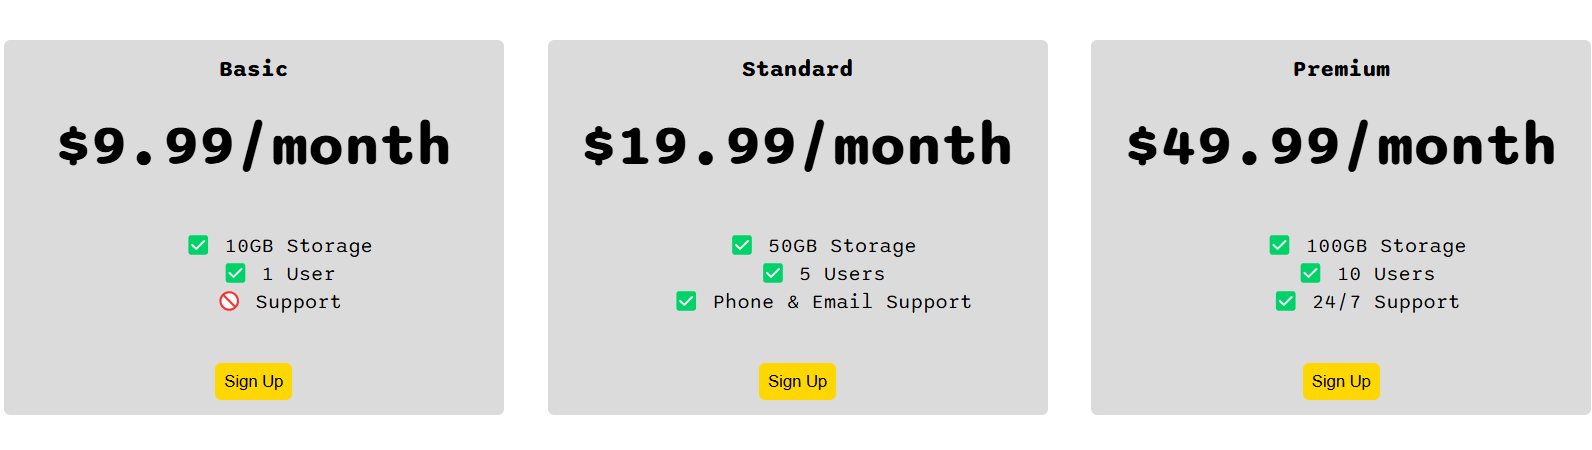 Basic
$9.99/month
✅ 10GB Storage
✅ 1 User
🚫 Support
Sign Up
Standard
$19.99/month
✅ 50GB Storage
✅ 5 Users
✅ Phone & Email Support
Sign Up
Premium
$49.99/month
✅ 100GB Storage
✅ 10 Users
✅ 24/7 Support
Sign Up